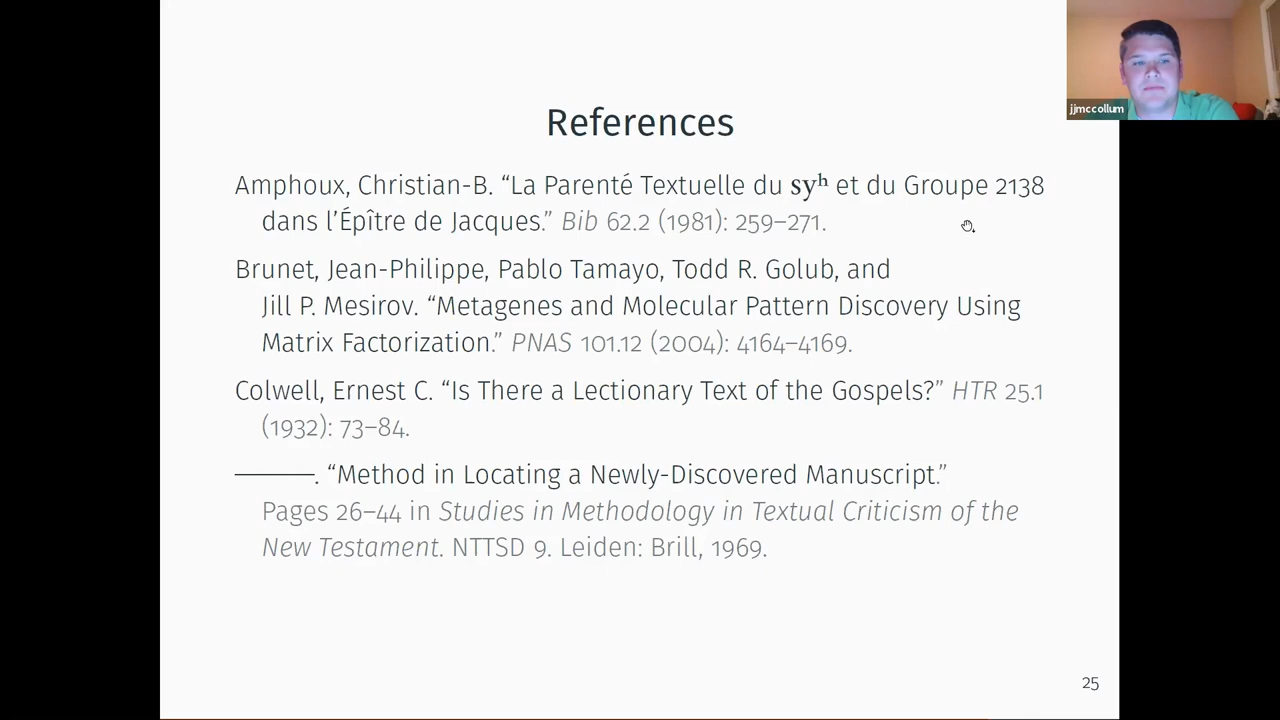 jjmccollum
References
Amphoux, Christian-B. “La Parenté Textuelle du syʰ et du Groupe 2138
dans l’Épître de Jacques.” Bib 62.2 (1981): 259–271.
Brunet, Jean-Philippe, Pablo Tamayo, Todd R. Golub, and
Jill P. Mesirov. “Metagenes and Molecular Pattern Discovery Using
Matrix Factorization.” PNAS 101.12 (2004): 4164–4169.
Colwell, Ernest C. “Is There a Lectionary Text of the Gospels?” HTR 25.1
(1932): 73–84.
———. “Method in Locating a Newly-Discovered Manuscript.”
Pages 26–44 in Studies in Methodology in Textual Criticism of the
New Testament. NTTSD 9. Leiden: Brill, 1969.
25